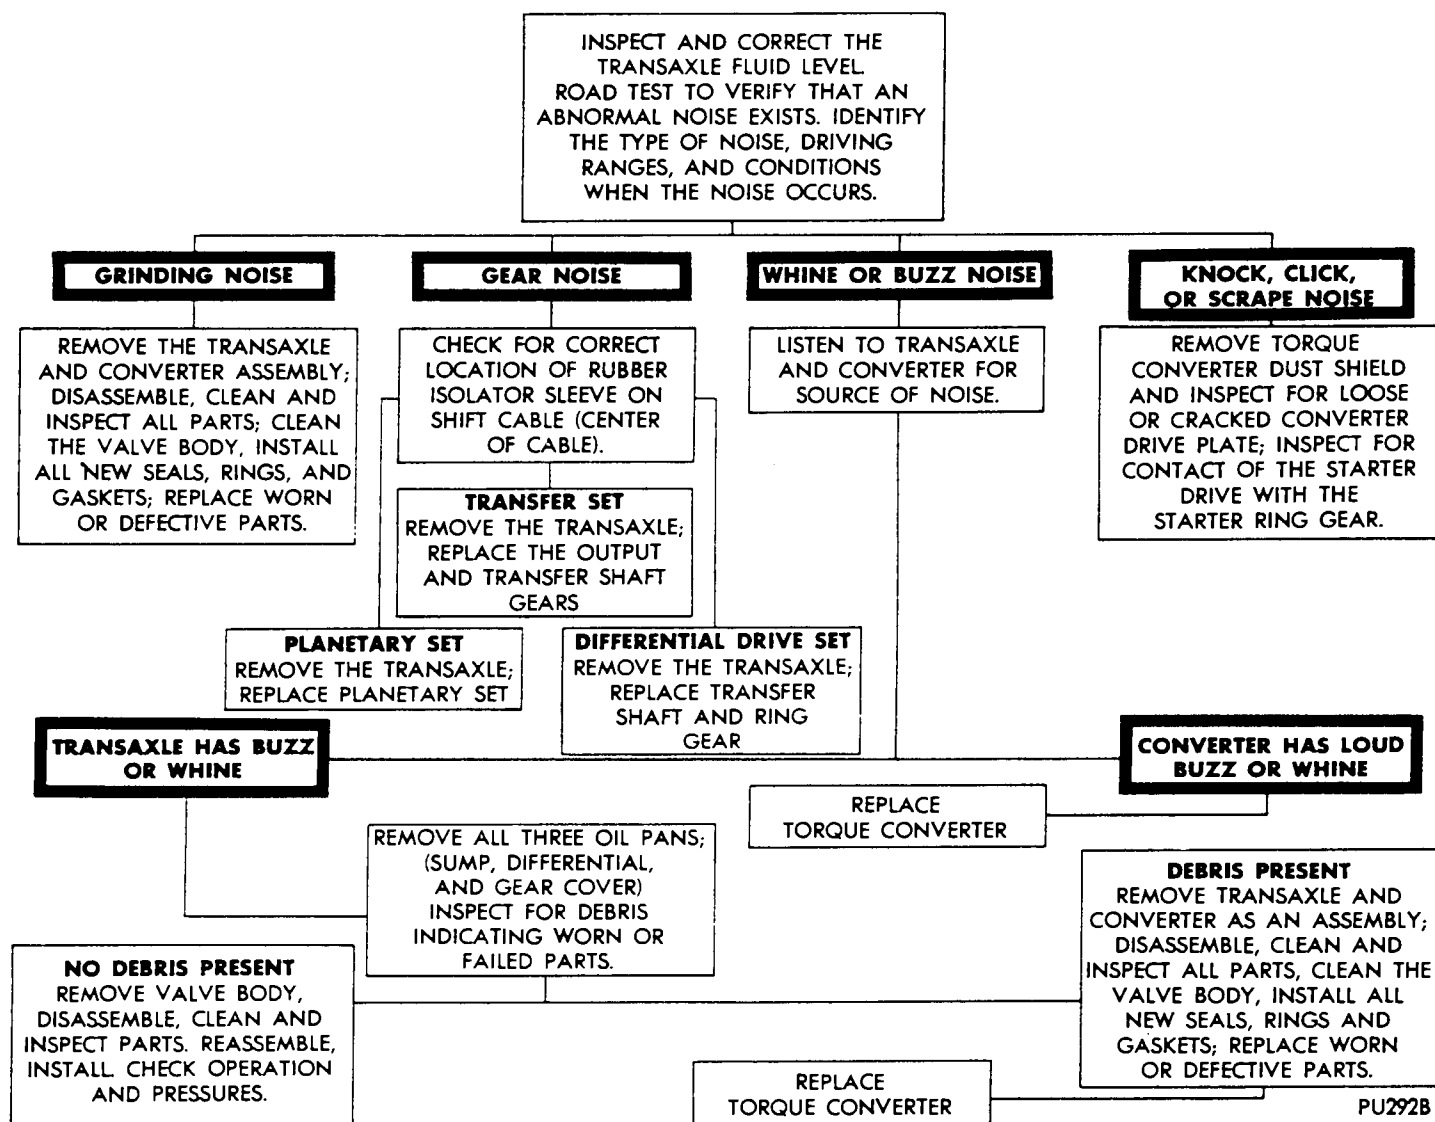 INSPECT AND CORRECT THE
TRANSAXLE FLUID LEVEL.
ROAD TEST TO VERIFY THAT AN
ABNORMAL NOISE EXISTS. IDENTIFY
THE TYPE OF NOISE, DRIVING
RANGES, AND CONDITIONS
WHEN THE NOISE OCCURS.
GRINDING NOISE
REMOVE THE TRANSAXLE
AND CONVERTER ASSEMBLY;
DISASSEMBLE, CLEAN AND
INSPECT ALL PARTS; CLEAN
THE VALVE BODY, INSTALL
ALL NEW SEALS, RINGS, AND
GASKETS; REPLACE WORN
OR DEFECTIVE PARTS.
GEAR NOISE
CHECK FOR CORRECT
LOCATION OF RUBBER
ISOLATOR SLEEVE ON
SHIFT CABLE (CENTER
OF CABLE).
WHINE OR BUZZ NOISE
LISTEN TO TRANSAXLE
AND CONVERTER FOR
SOURCE OF NOISE.
KNOCK, CLICK,
OR SCRAPE NOISE
REMOVE TORQUE
CONVERTER DUST SHIELD
AND INSPECT FOR LOOSE
OR CRACKED CONVERTER
DRIVE PLATE; INSPECT FOR
CONTACT OF THE STARTER
DRIVE WITH THE
STARTER RING GEAR.
TRANSFER SET
REMOVE THE TRANSAXLE;
REPLACE THE OUTPUT
AND TRANSFER SHAFT
GEARS
PLANETARY SET
REMOVE THE TRANSAXLE;
REPLACE PLANETARY SET
DIFFERENTIAL DRIVE SET
REMOVE THE TRANSAXLE;
REPLACE TRANSFER
SHAFT AND RING
GEAR
TRANSAXLE HAS BUZZ
OR WHINE
CONVERTER HAS LOUD
BUZZ OR WHINE
REPLACE
TORQUE CONVERTER
REMOVE ALL THREE OIL PANS;
(SUMP, DIFFERENTIAL,
AND GEAR COVER)
INSPECT FOR DEBRIS
INDICATING WORN OR
FAILED PARTS.
NO DEBRIS PRESENT
REMOVE VALVE BODY,
DISASSEMBLE, CLEAN AND
INSPECT PARTS. REASSEMBLE,
INSTALL. CHECK OPERATION
AND PRESSURES.
DEBRIS PRESENT
REMOVE TRANSAXLE AND
CONVERTER AS AN ASSEMBLY;
DISASSEMBLE, CLEAN AND
INSPECT ALL PARTS, CLEAN THE
VALVE BODY, INSTALL ALL
NEW SEALS, RINGS AND
GASKETS; REPLACE WORN
OR DEFECTIVE PARTS.
REPLACE
TORQUE CONVERTER
PU292B